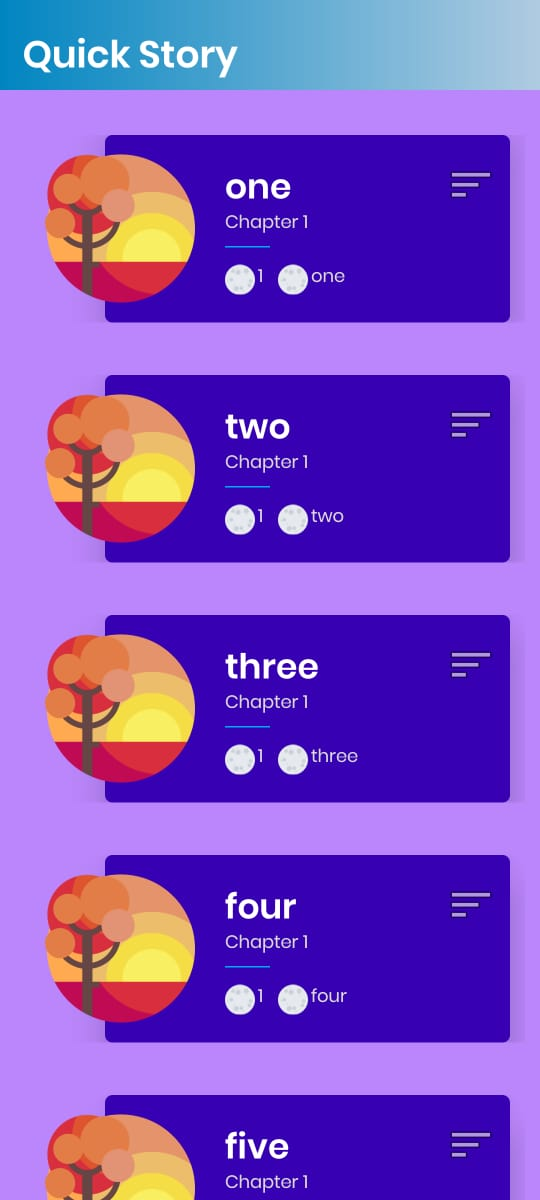 Quick Story
one
Chapter 1
1 one
two
Chapter 1
1 two
three
Chapter 1
1 three
four
Chapter 1
1 four
five
Chapter 1